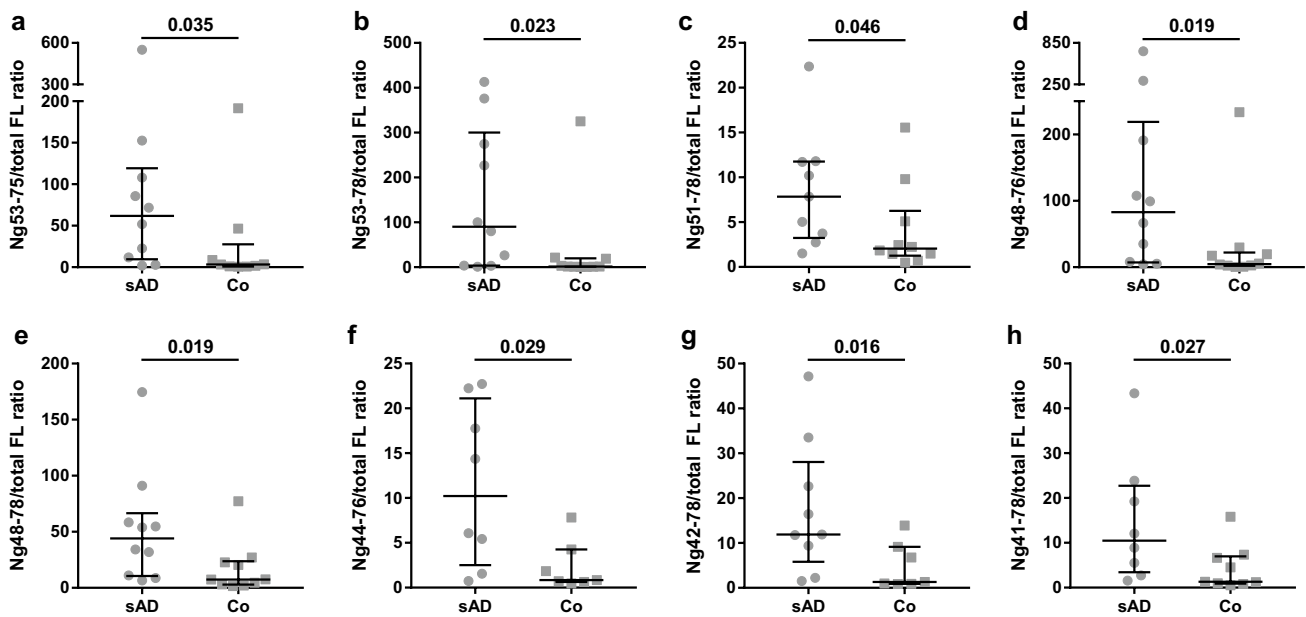 a
0.035
Ng53-75/total FL ratio
600
300
200
150
100
50
0
sAD
Co
b
0.023
Ng53-78/total FL ratio
500
400
300
200
100
0
sAD
Co
c
0.046
Ng51-78/total FL ratio
25
20
15
10
5
0
sAD
Co
d
0.019
Ng48-76/total FL ratio
850
250
200
100
0
sAD
Co
e
0.019
Ng48-78/total FL ratio
200
150
100
50
0
sAD
Co
f
0.029
Ng44-76/total FL ratio
25
20
15
10
5
0
sAD
Co
g
0.016
Ng42-78/total FL ratio
50
40
30
20
10
0
sAD
Co
h
0.027
Ng41-78/total FL ratio
50
40
30
20
10
0
sAD
Co